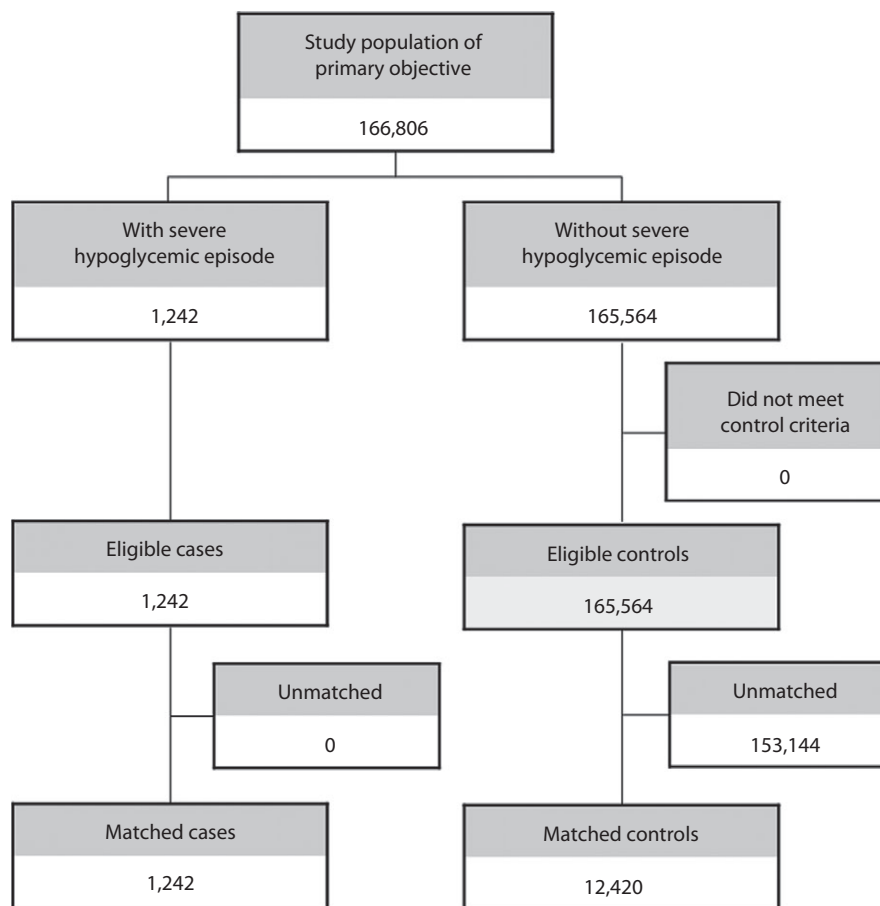 Study population of
primary objective
166,806
With severe
hypoglycemic episode
1,242
Without severe
hypoglycemic episode
165,564
Did not meet
control criteria
0
Eligible cases
1,242
Eligible controls
165,564
Unmatched
0
Unmatched
153,144
Matched cases
1,242
Matched controls
12,420